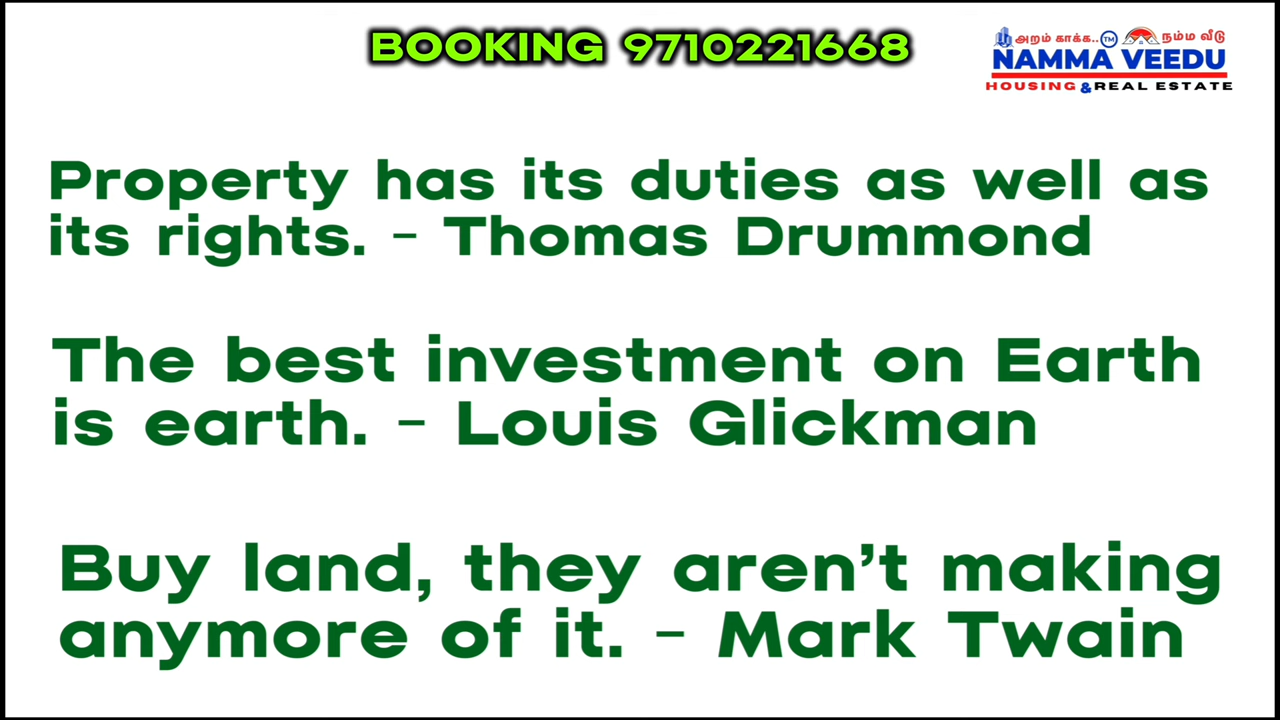 BOOKING 9710221668
அறம் காக்க.. TM நம்ம வீடு
NAMMA VEEDU
HOUSING & REAL ESTATE
Property has its duties as well as
its rights. - Thomas Drummond
The best investment on Earth
is earth. - Louis Glickman
Buy land, they aren’t making
anymore of it. - Mark Twain